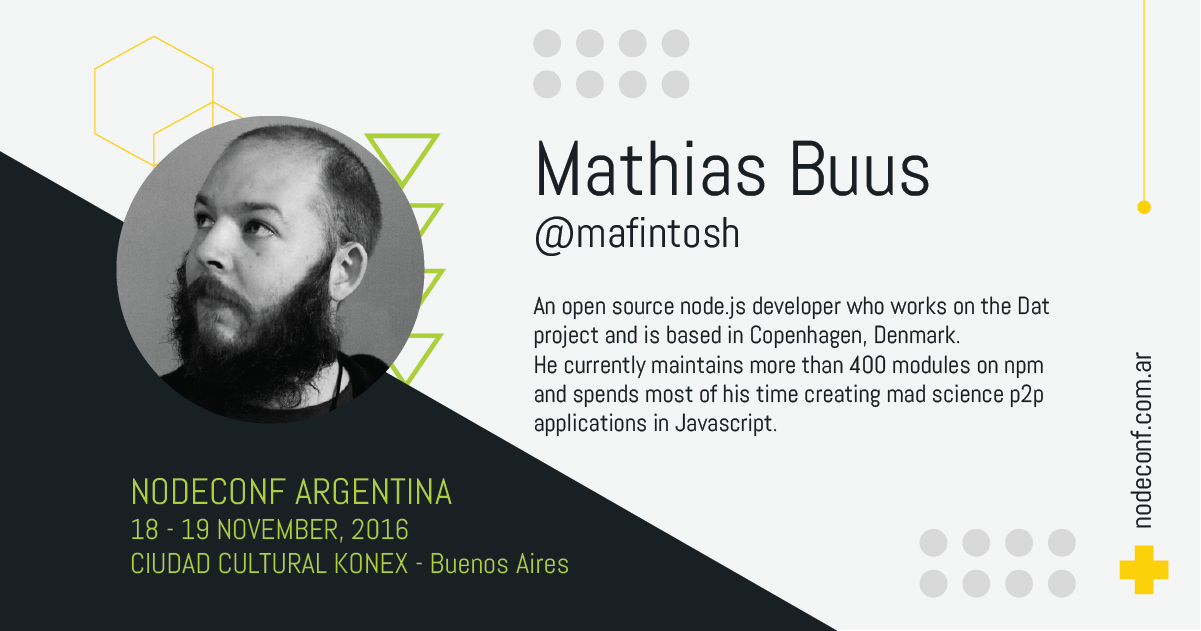 Mathias Buus
@mafintosh
An open source node.js developer who works on the Dat
project and is based in Copenhagen, Denmark.
He currently maintains more than 400 modules on npm
and spends most of his time creating mad science p2p
applications in Javascript.
NODECONF ARGENTINA
18 - 19 NOVEMBER, 2016
CIUDAD CULTURAL KONEX - Buenos Aires
nodeconf.com.ar